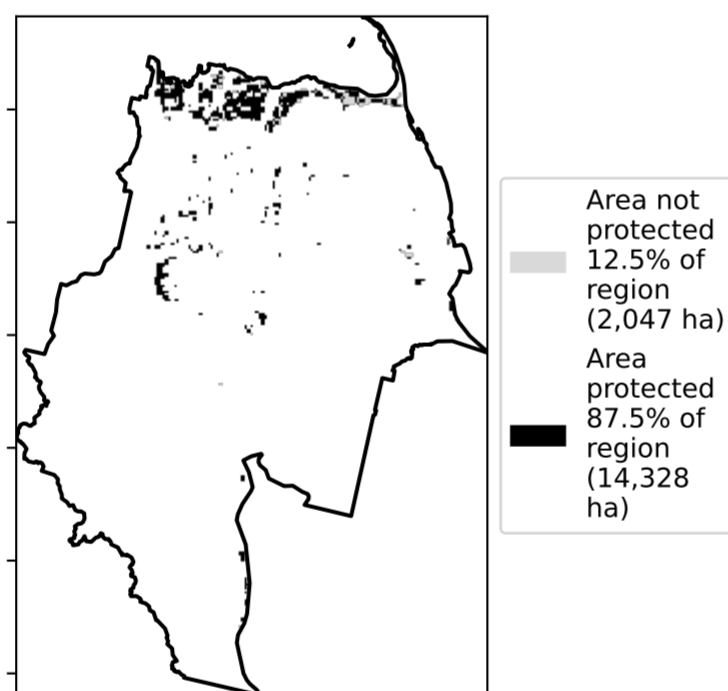 Area not
protected
12.5% of
region
(2,047 ha)
Area
protected
87.5% of
region
(14,328
ha)